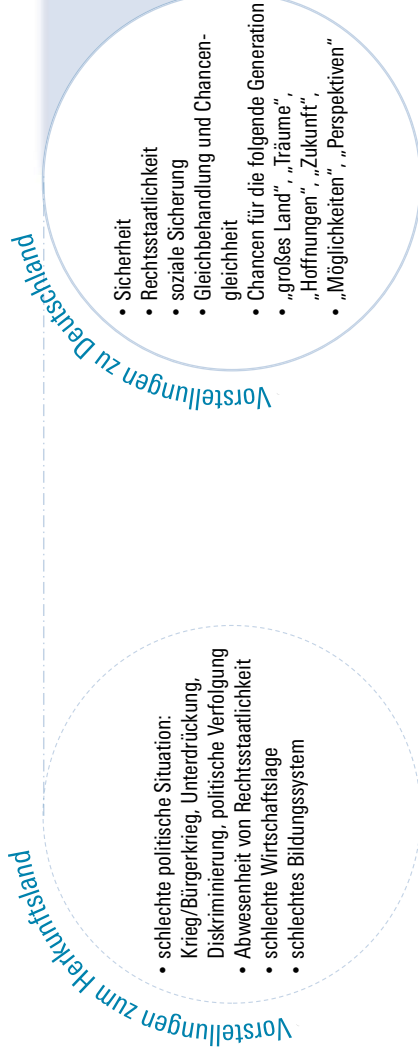 Vorstellungen zum Herkunftsland
• schlechte politische Situation:
Krieg/Bürgerkrieg, Unterdrückung,
Diskriminierung, politische Verfolgung
• Abwesenheit von Rechtsstaatlichkeit
• schlechte Wirtschaftslage
• schlechtes Bildungssystem
Vorstellungen zu Deutschland
• Sicherheit
• Rechtsstaatlichkeit
• soziale Sicherung
• Gleichbehandlung und Chancen-
gleichheit
• Chancen für die folgende Generation
• „großes Land“, „Träume“,
„Hoffnungen“, „Zukunft“,
• „Möglichkeiten“, „Perspektiven“